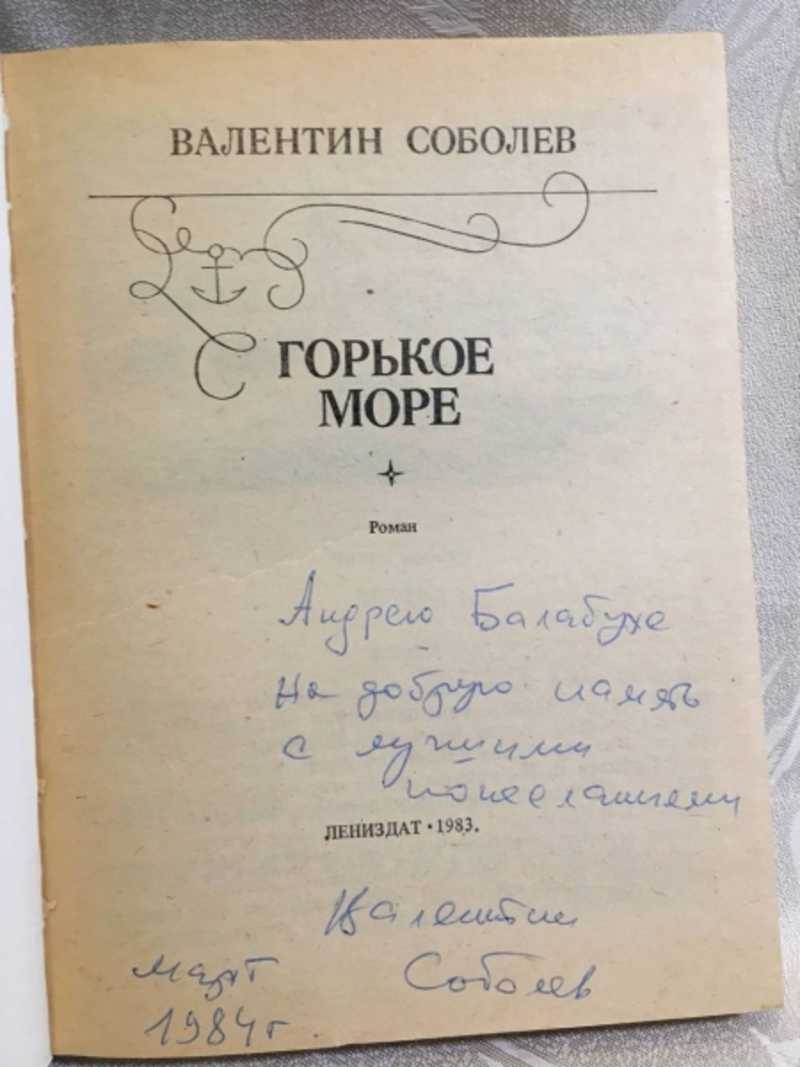 ВАЛЕНТИН СОБОЛЕВ
ГОРЬКОЕ
МОРЕ
Роман
Андрею Балабухе
на добрую память
с лучшими
пожеланиями
ЛЕНИЗДАТ • 1983.
Валентин
Соболев
март
1984 г.